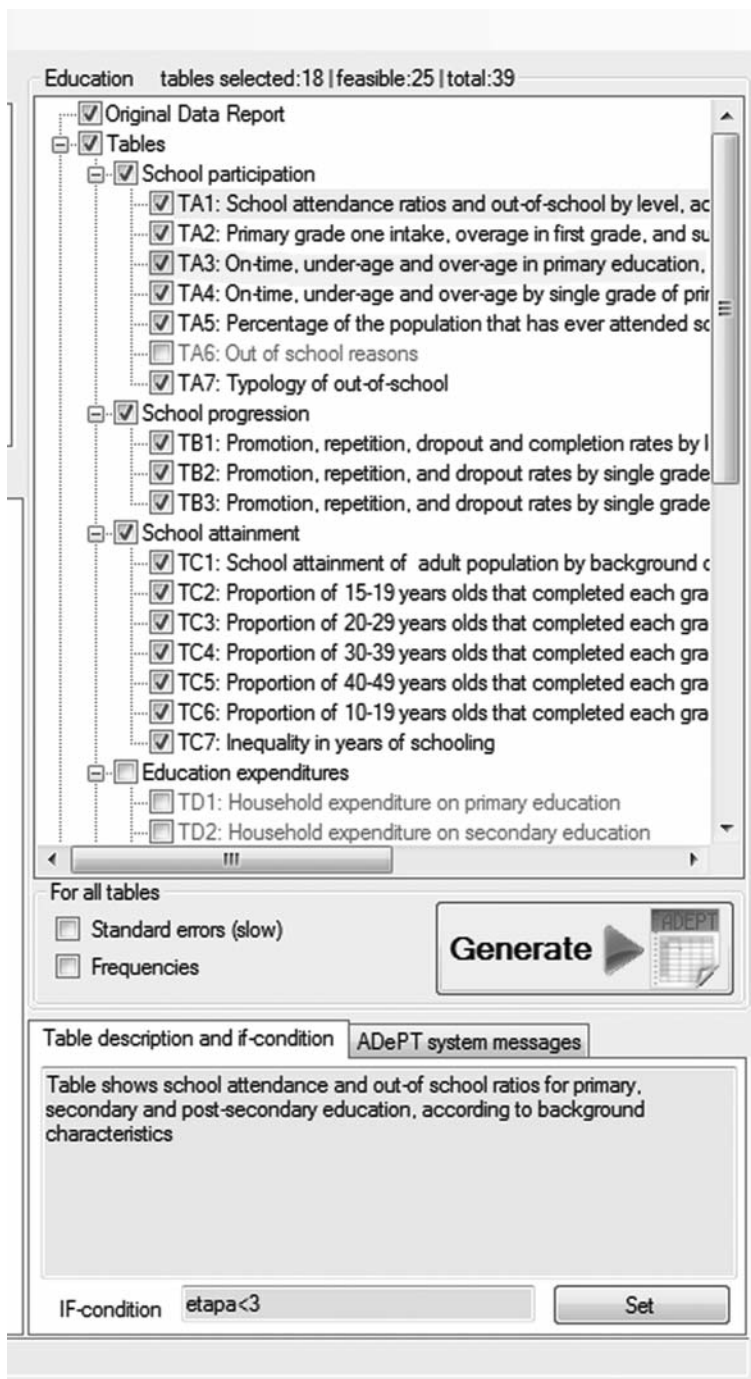 Education tables selected:18 | feasible:25 | total:39
Original Data Report
Tables
School participation
TA1: School attendance ratios and out-of-school by level, ac
TA2: Primary grade one intake, overage in first grade, and su
TA3: On-time, under-age and over-age in primary education,
TA4: On-time, under-age and over-age by single grade of prir
TA5: Percentage of the population that has ever attended sc
TA6: Out of school reasons
TA7: Typology of out-of-school
School progression
TB1: Promotion, repetition, dropout and completion rates by l
TB2: Promotion, repetition, and dropout rates by single grade
TB3: Promotion, repetition, and dropout rates by single grade
School attainment
TC1: School attainment of adult population by background c
TC2: Proportion of 15-19 years olds that completed each gra
TC3: Proportion of 20-29 years olds that completed each gra
TC4: Proportion of 30-39 years olds that completed each gra
TC5: Proportion of 40-49 years olds that completed each gra
TC6: Proportion of 10-19 years olds that completed each gra
TC7: Inequality in years of schooling
Education expenditures
TD1: Household expenditure on primary education
TD2: Household expenditure on secondary education
For all tables
Standard errors (slow)
Frequencies
Generate ADEPT
Table description and if-condition ADePT system messages
Table shows school attendance and out-of school ratios for primary,
secondary and post-secondary education, according to background
characteristics
IF-condition etapa<3 Set